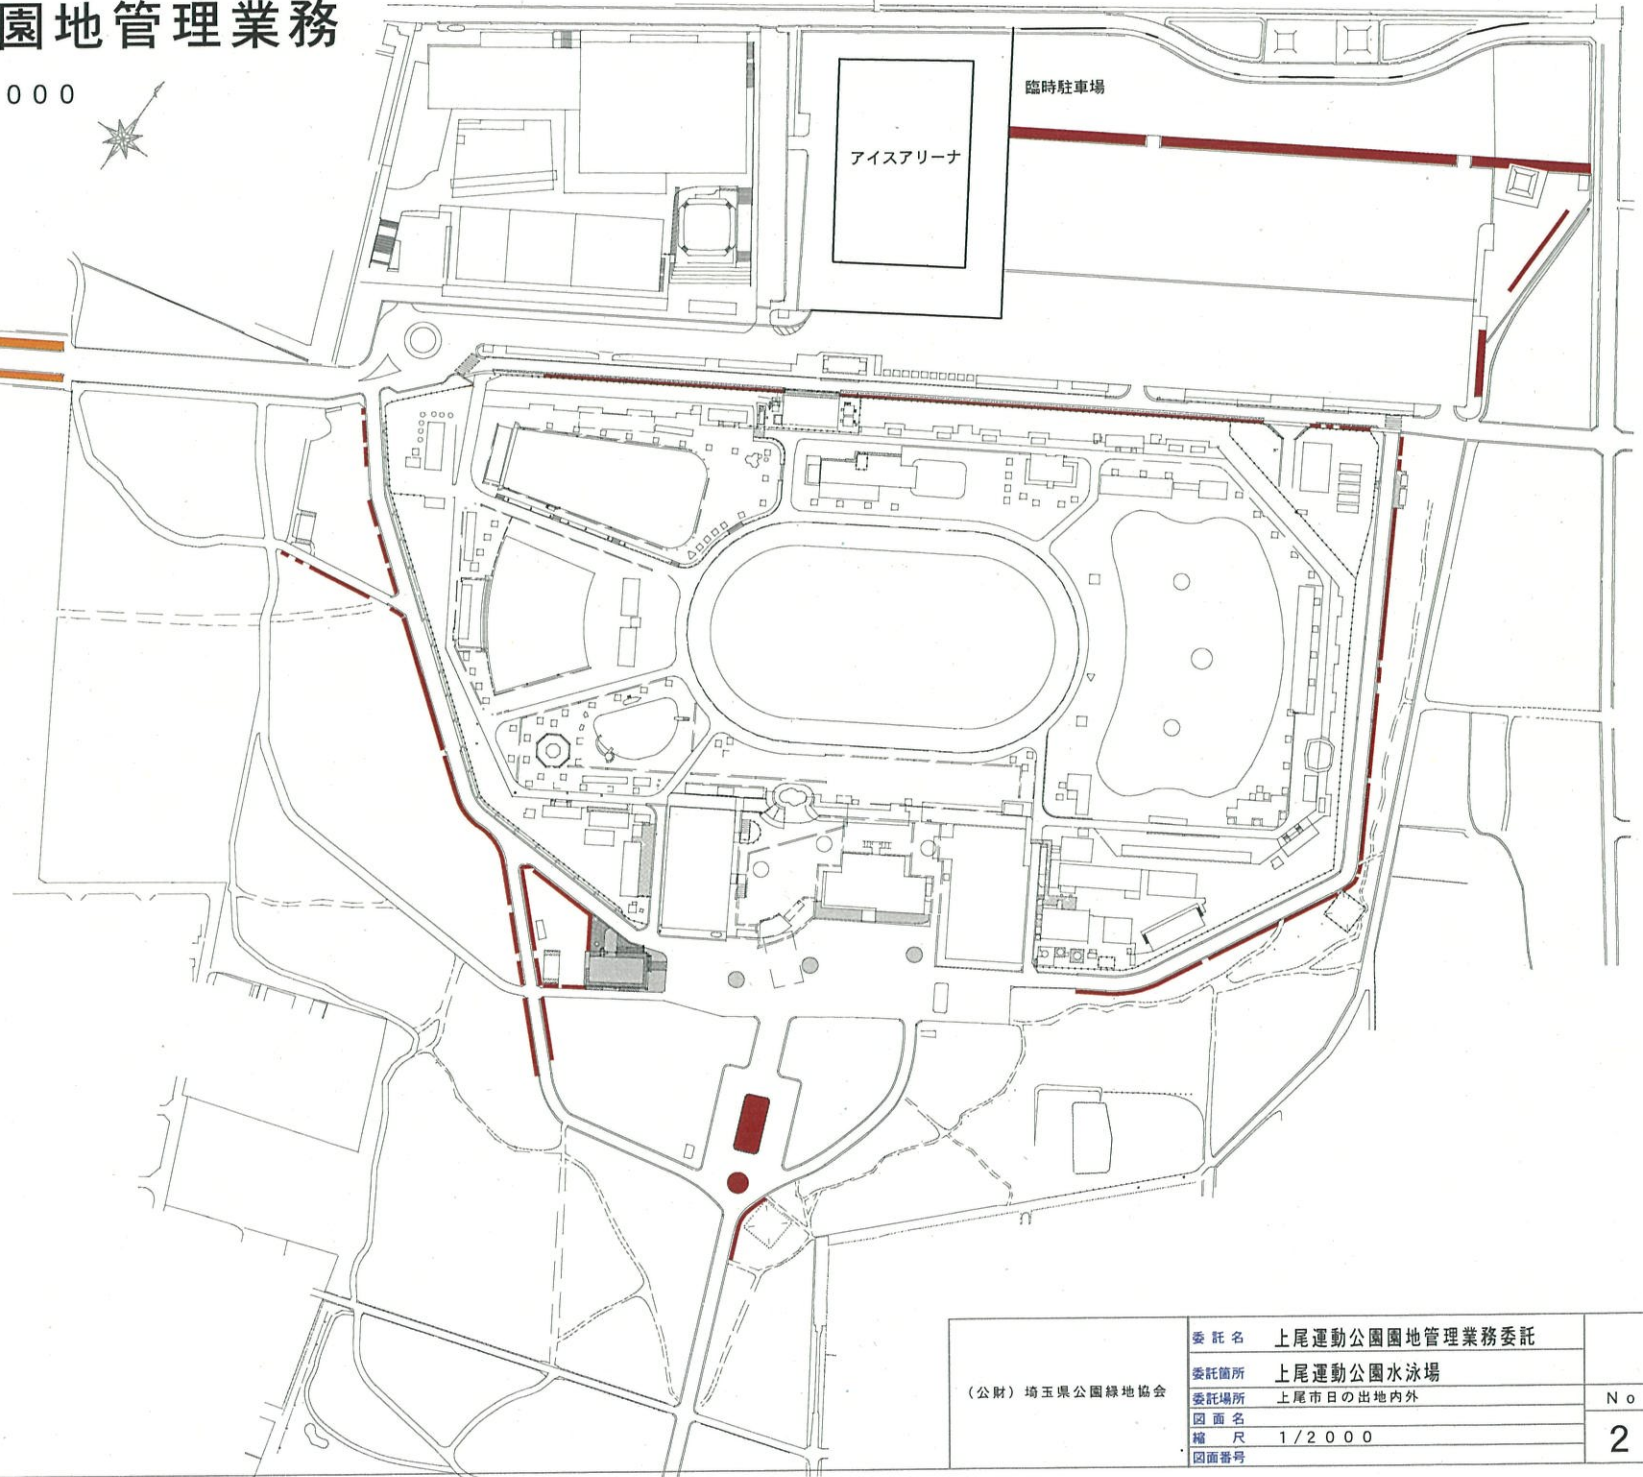 園地管理業務
000
臨時駐車場
アイスアリーナ
(公財)埼玉県公園緑地協会
委託名 上尾運動公園園地管理業務委託
委託箇所 上尾運動公園水泳場
委託場所 上尾市日の出地内外
図面名
縮尺 1/2000
図面番号
No
2